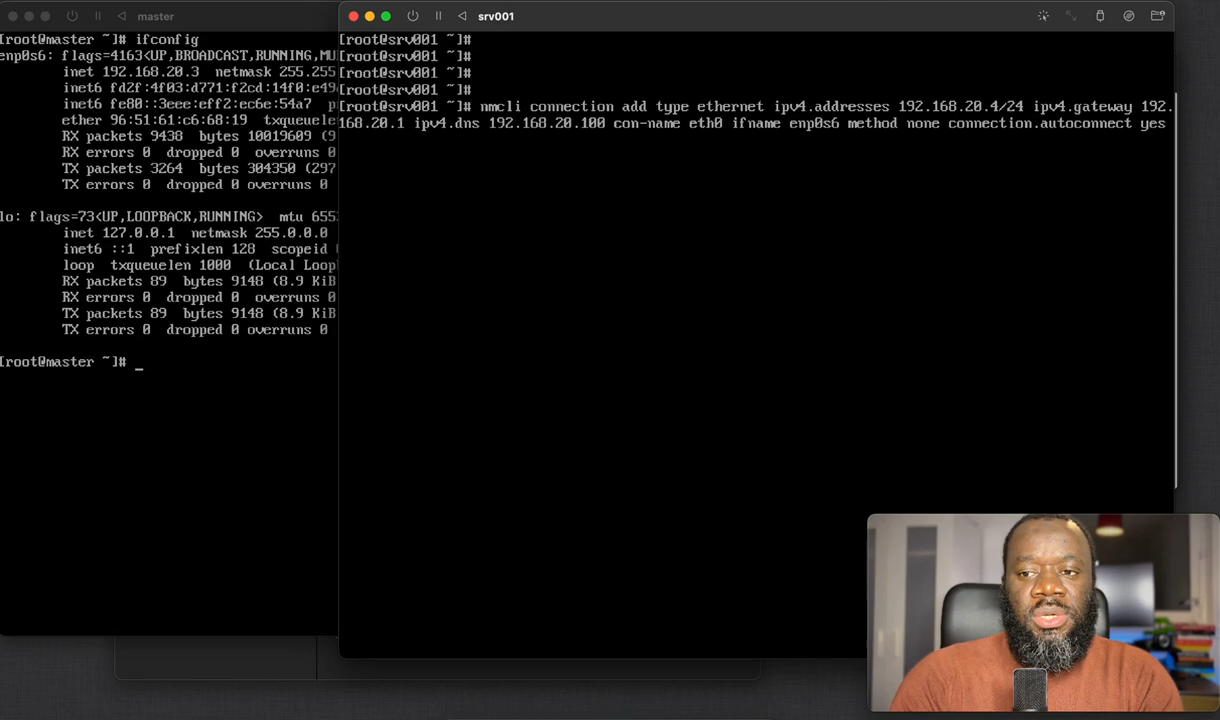 master
[root@master ~]# ifconfig
enp0s6: flags=4163<UP,BROADCAST,RUNNING,MU
inet 192.168.20.3 netmask 255.255
inet6 fd2f:4f03:d771:f2cd:14f0:e49
inet6 fe80::3eee:eff2:ec6e:54a7 p
ether 96:51:61:c6:68:19 txqueuele
RX packets 9438 bytes 10019609 (9
RX errors 0 dropped 0 overruns 0
TX packets 3264 bytes 304350 (297
TX errors 0 dropped 0 overruns 0
lo: flags=73<UP,LOOPBACK,RUNNING> mtu 655
inet 127.0.0.1 netmask 255.0.0.0
inet6 ::1 prefixlen 128 scopeid
loop txqueuelen 1000 (Local Loop
RX packets 89 bytes 9148 (8.9 KiB
RX errors 0 dropped 0 overruns 0
TX packets 89 bytes 9148 (8.9 KiB
TX errors 0 dropped 0 overruns 0
[root@master ~]# _
srv001
[root@srv001 ~]#
[root@srv001 ~]#
[root@srv001 ~]#
[root@srv001 ~]#
[root@srv001 ~]# nmcli connection add type ethernet ipv4.addresses 192.168.20.4/24 ipv4.gateway 192.
168.20.1 ipv4.dns 192.168.20.100 con-name eth0 ifname enp0s6 method none connection.autoconnect yes